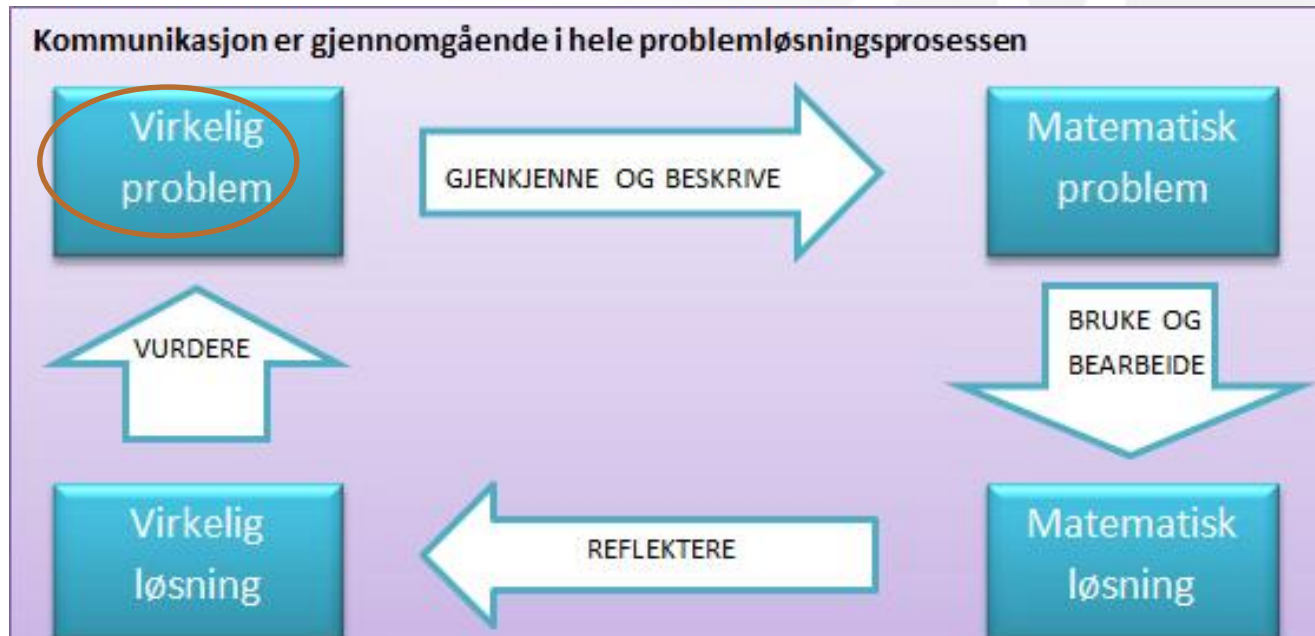 Kommunikasjon er gjennomgående i hele problemløsningsprosessen
Virkelig
problem
GJENKJENNE OG BESKRIVE
Matematisk
problem
BRUKE OG
BEARBEIDE
Matematisk
løsning
REFLEKTERE
Virkelig
løsning
VURDERE